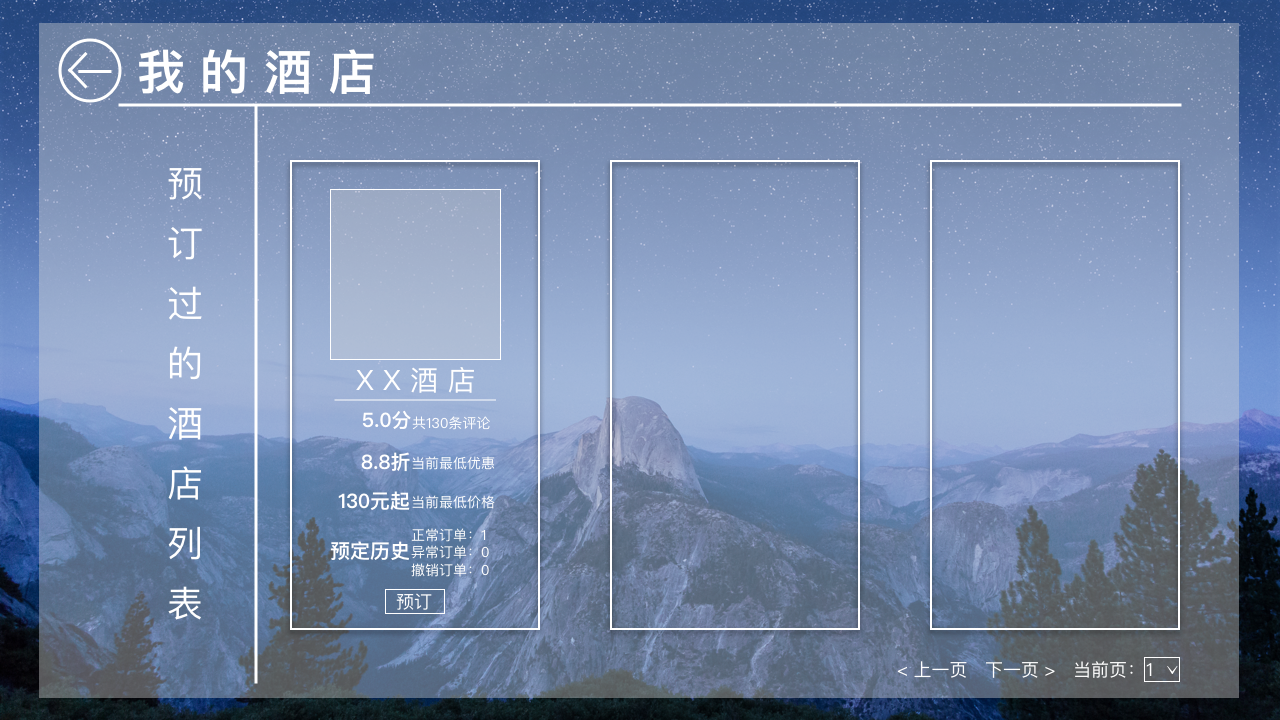 我的酒店
预订过的酒店列表
XX酒店
5.0分共130条评论
8.8折当前最低优惠
130元起当前最低价格
预定历史
正常订单：1
异常订单：0
撤销订单：0
预订
< 上一页 下一页 > 当前页：1